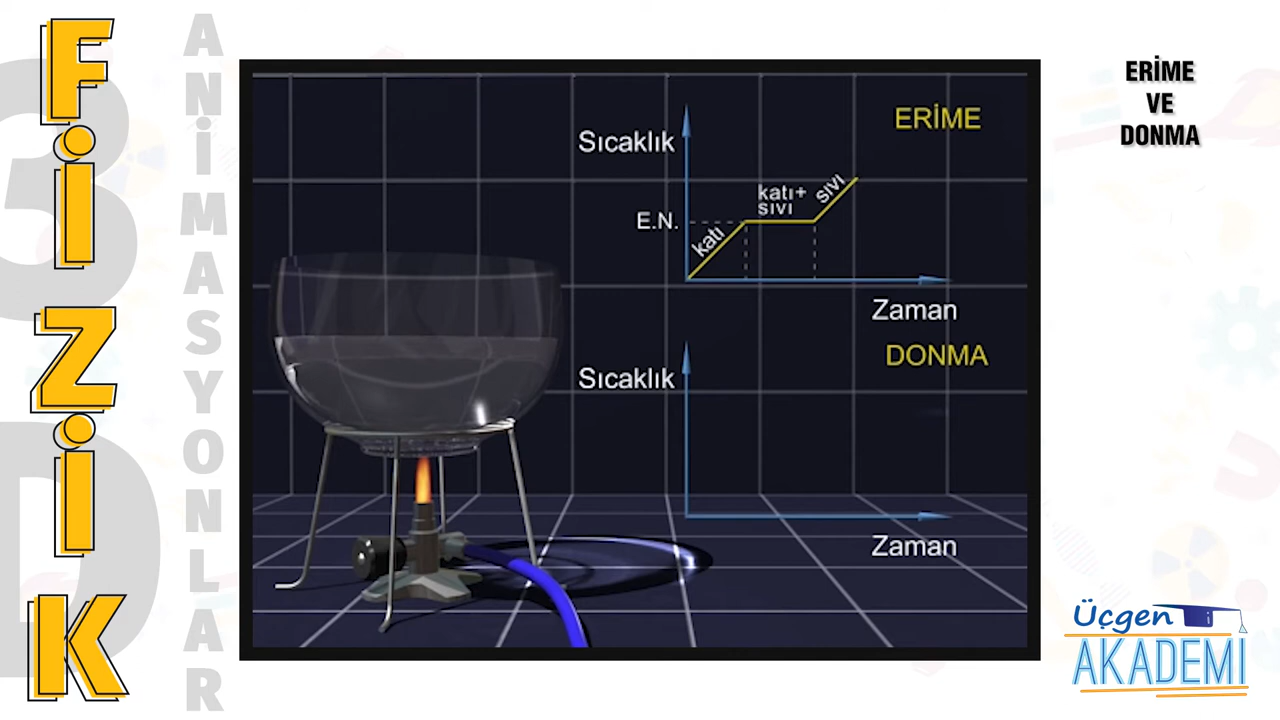 FİZİK
3D
ANİMASYONLAR
ERİME
VE
DONMA
ERİME
Sıcaklık
katı+
sıvı
sıvı
E.N.
katı
Zaman
DONMA
Sıcaklık
Zaman
Üçgen
AKADEMİ